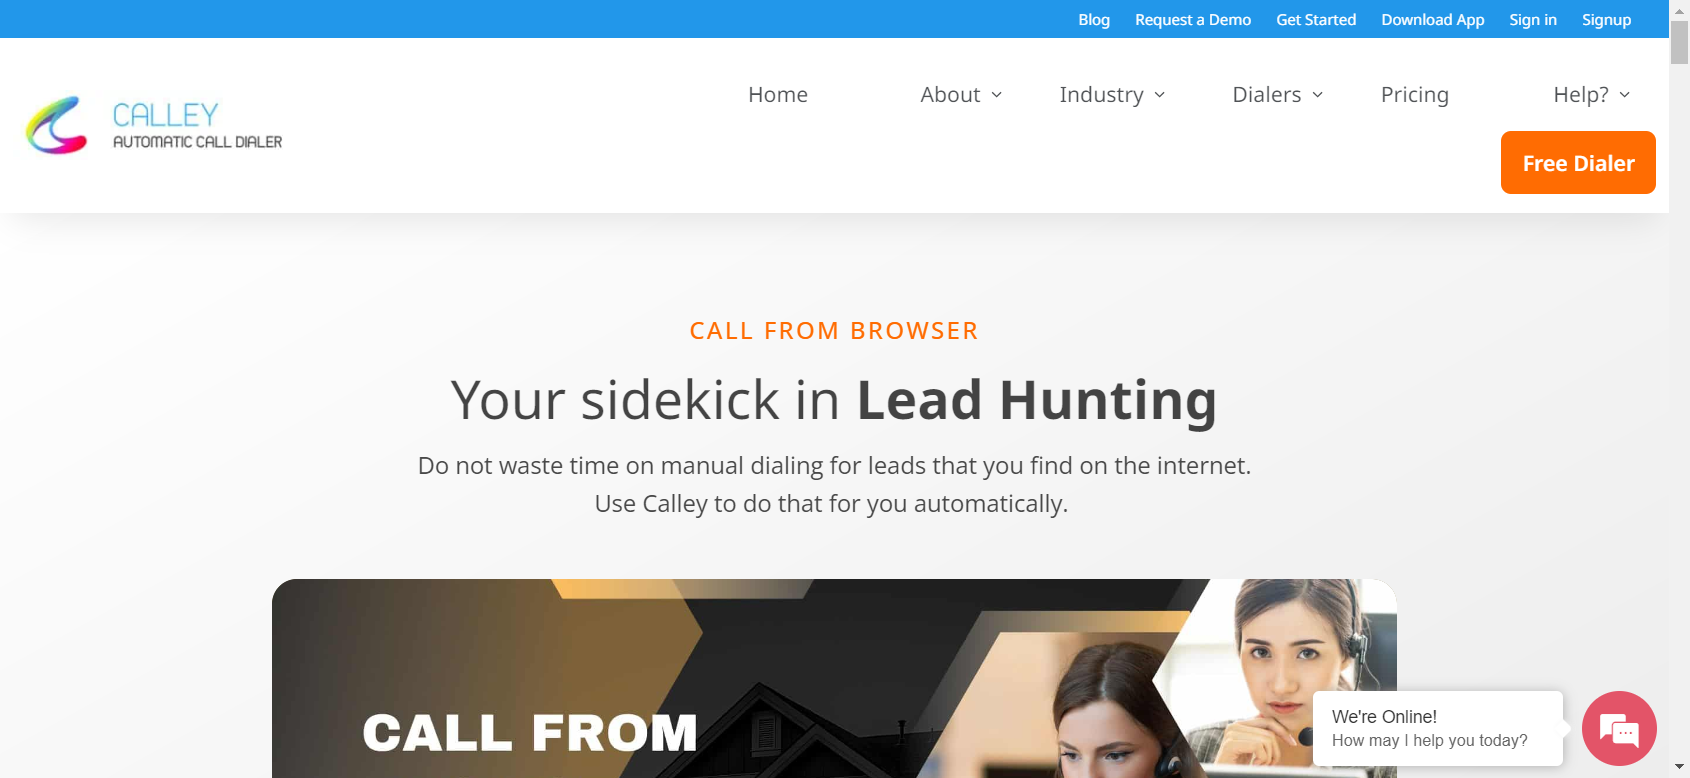 Blog Request a Demo Get Started Download App Sign in Signup
CALLEY
AUTOMATIC CALL DIALER
Home About Industry Dialers Pricing Help?
Free Dialer
CALL FROM BROWSER
Your sidekick in Lead Hunting
Do not waste time on manual dialing for leads that you find on the internet.
Use Calley to do that for you automatically.
CALL FROM
We're Online!
How may I help you today?